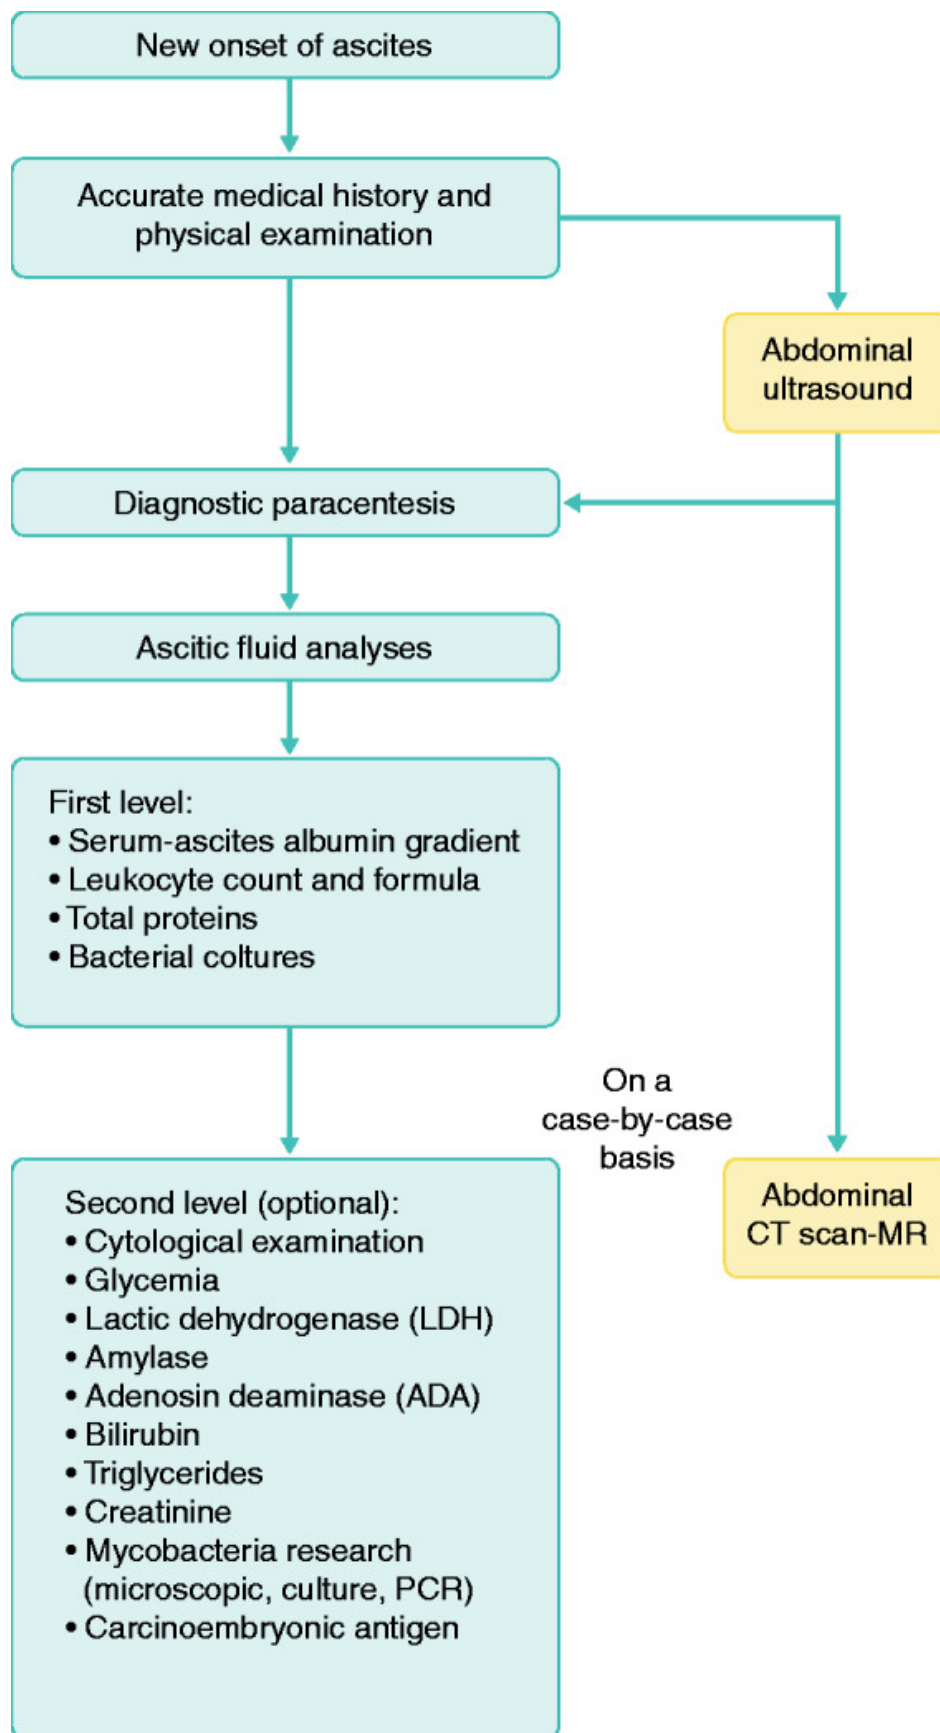 New onset of ascites
Accurate medical history and
physical examination
Abdominal
ultrasound
Diagnostic paracentesis
Ascitic fluid analyses
First level:
• Serum-ascites albumin gradient
• Leukocyte count and formula
• Total proteins
• Bacterial coltures
On a
case-by-case
basis
Abdominal
CT scan-MR
Second level (optional):
• Cytological examination
• Glycemia
• Lactic dehydrogenase (LDH)
• Amylase
• Adenosin deaminase (ADA)
• Bilirubin
• Triglycerides
• Creatinine
• Mycobacteria research
(microscopic, culture, PCR)
• Carcinoembryonic antigen